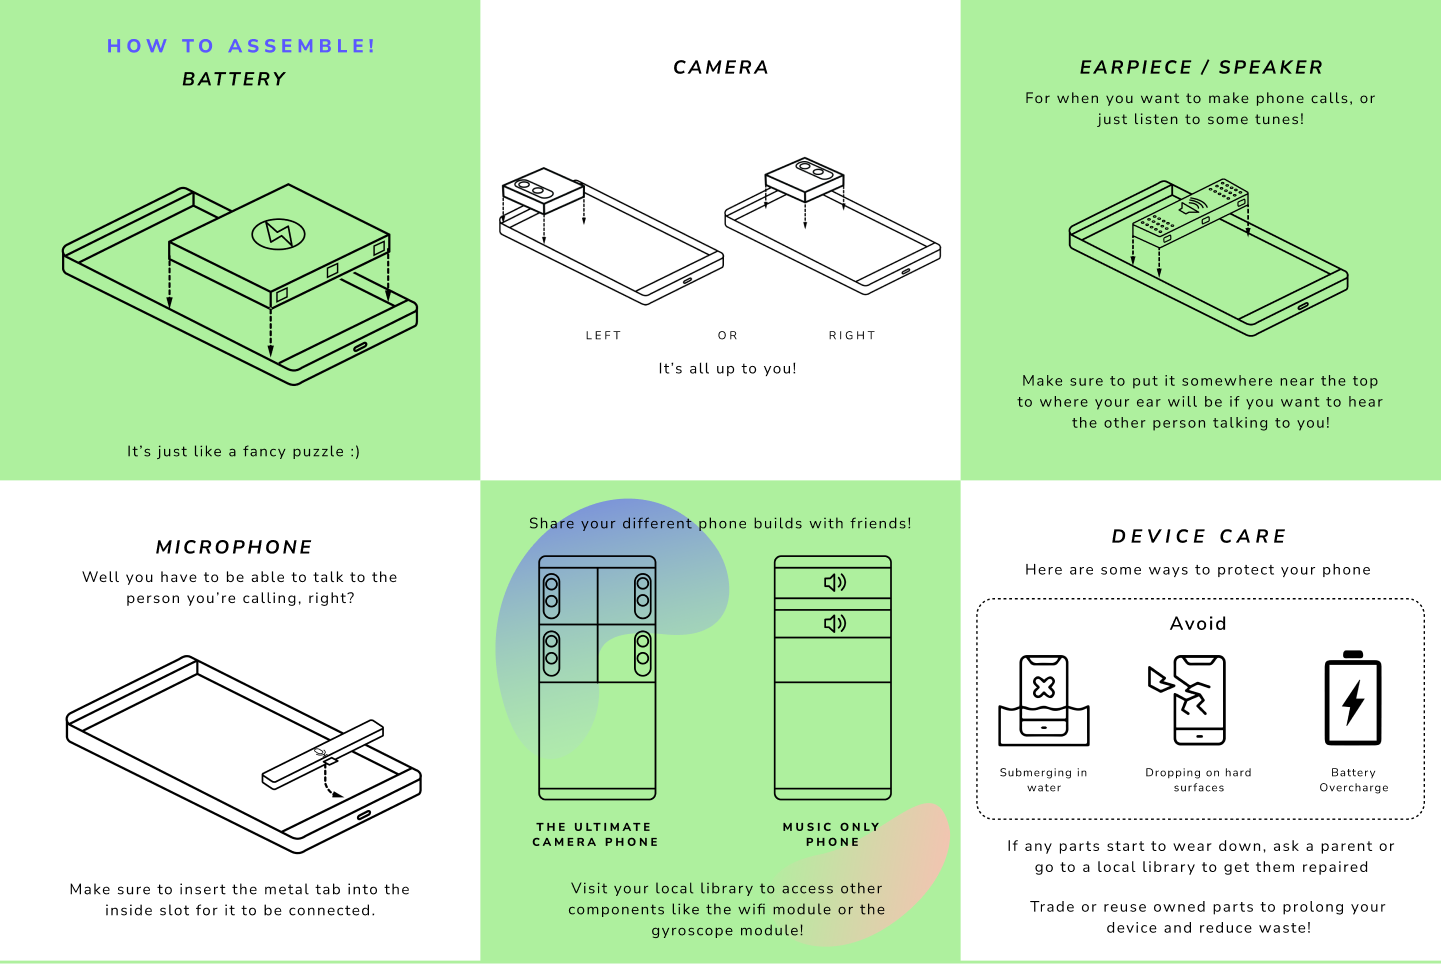 HOW TO ASSEMBLE!
BATTERY
It's just like a fancy puzzle :)
CAMERA
LEFT OR RIGHT
It's all up to you!
EARPIECE / SPEAKER
For when you want to make phone calls, or
just listen to some tunes!
Make sure to put it somewhere near the top
to where your ear will be if you want to hear
the other person talking to you!
MICROPHONE
Well you have to be able to talk to the
person you're calling, right?
Make sure to insert the metal tab into the
inside slot for it to be connected.
Share your different phone builds with friends!
THE ULTIMATE
CAMERA PHONE
MUSIC ONLY
PHONE
Visit your local library to access other
components like the wifi module or the
gyroscope module!
DEVICE CARE
Here are some ways to protect your phone
Avoid
Submerging in
water
Dropping on hard
surfaces
Battery
Overcharge
If any parts start to wear down, ask a parent or
go to a local library to get them repaired
Trade or reuse owned parts to prolong your
device and reduce waste!